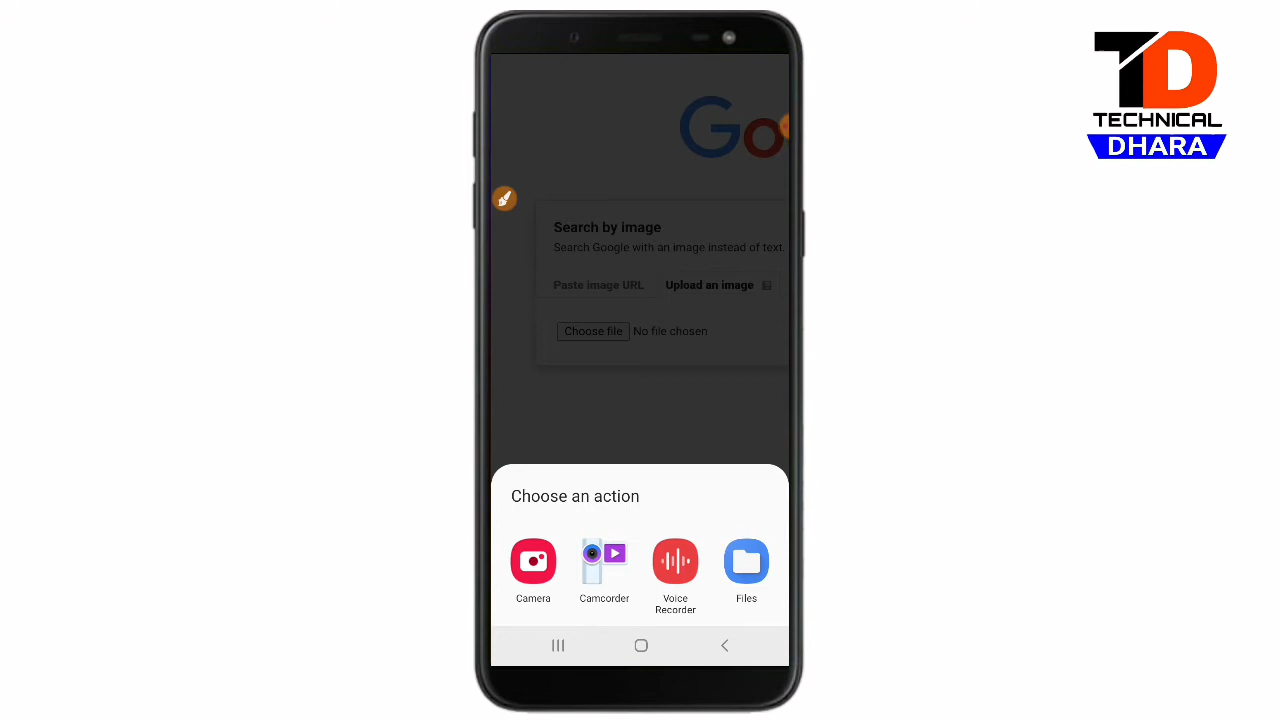 TD
TECHNICAL
DHARA
Goo
Search by image
Search Google with an image instead of text.
Paste image URL Upload an image
Choose file No file chosen
Choose an action
Camera Camcorder Voice Recorder Files